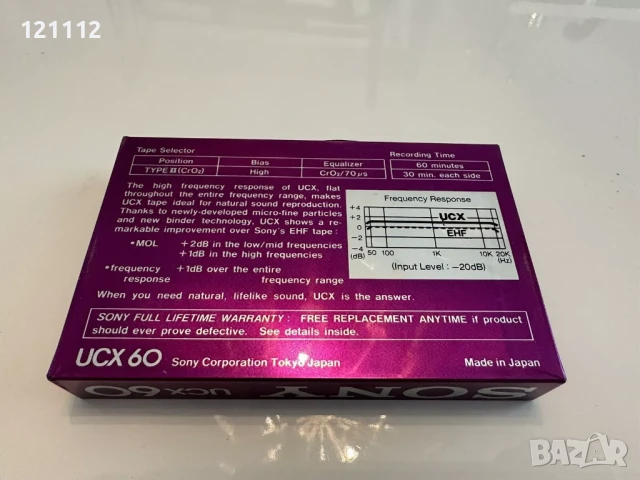 121112
Tape Selector
Position Bias Equalizer
TYPE II (CrO₂) High CrO₂/70 μs
Recording Time
60 minutes
30 min. each side
The high frequency response of UCX, flat
throughout the entire frequency range, makes
UCX tape ideal for natural sound reproduction.
Thanks to newly-developed micro-fine particles
and new binder technology, UCX shows a re-
markable improvement over Sony's EHF tape:
• MOL +2dB in the low/mid frequencies
+1dB in the high frequencies
• frequency +1dB over the entire
response frequency range
Frequency Response
+4
+2
0
-2
-4
(dB)
UCX
EHF
50 100 1K 10K 20K
(Hz)
(Input Level : -20dB)
When you need natural, lifelike sound, UCX is the answer.
SONY FULL LIFETIME WARRANTY: FREE REPLACEMENT ANYTIME if product
should ever prove defective. See details inside.
UCX 60 Sony Corporation Tokyo Japan Made in Japan
SONY UCX60
BAZAR